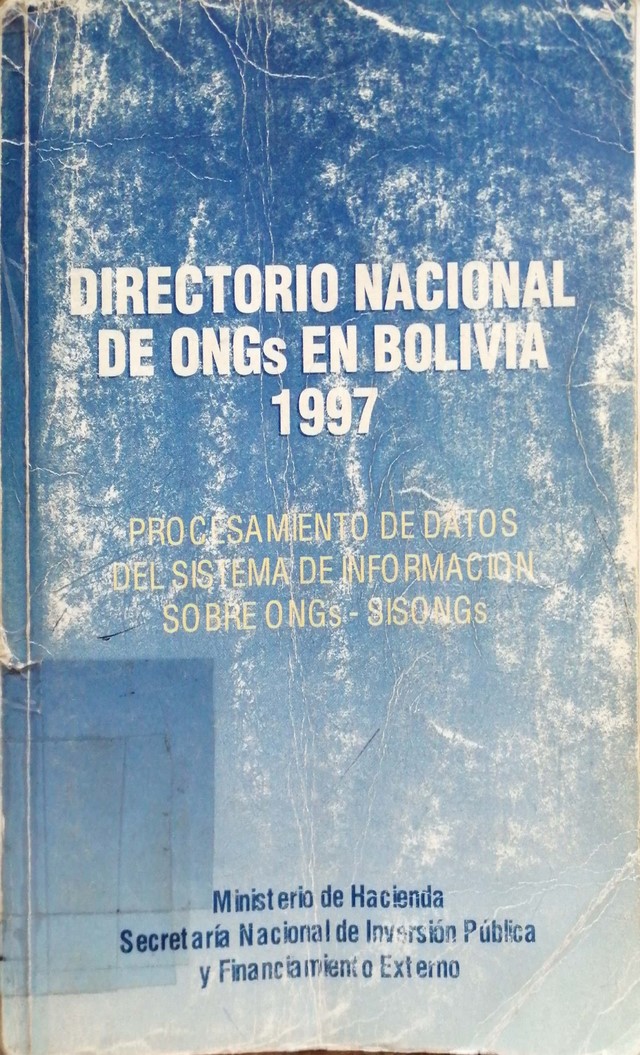 DIRECTORIO NACIONAL
DE ONGs EN BOLIVIA
1997
PROCESAMIENTO DE DATOS
DEL SISTEMA DE INFORMACION
SOBRE ONGs - SISONGs
Ministerio de Hacienda
Secretaría Nacional de Inversión Pública
y Financiamiento Externo